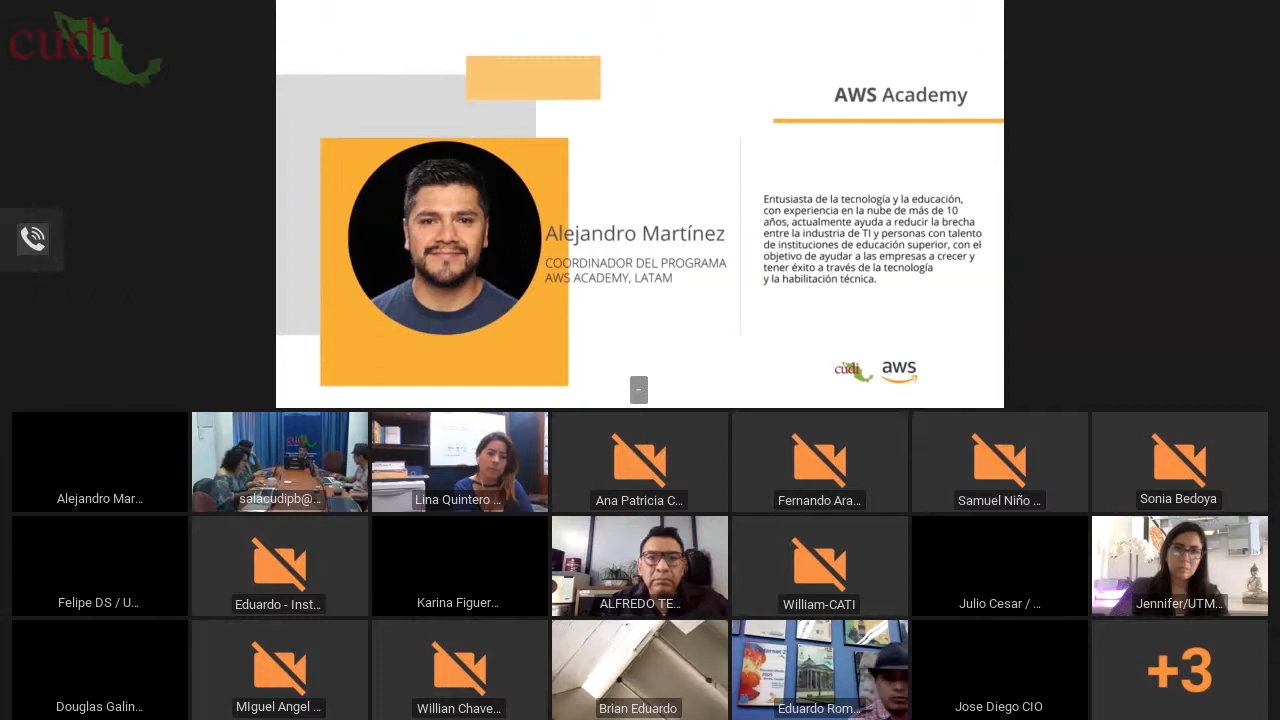 cudi
AWS Academy
Entusiasta de la tecnología y la educación,
con experiencia en la nube de más de 10
años, actualmente ayuda a reducir la brecha
entre la industria de TI y personas con talento
de instituciones de educación superior, con el
objetivo de ayudar a las empresas a crecer y
tener éxito a través de la tecnología
y la habilitación técnica.
Alejandro Martínez
COORDINADOR DEL PROGRAMA
AWS ACADEMY, LATAM
cudi aws
Alejandro Mar...
salacudipb@...
Lina Quintero ...
Ana Patricia C...
Fernando Ara...
Samuel Niño ...
Sonia Bedoya
Felipe DS / U...
Eduardo - Inst...
Karina Figuer...
ALFREDO TE...
William-CATI
Julio Cesar / ...
Jennifer/UTM...
Douglas Galin...
MIguel Angel ...
Willian Chave...
Brian Eduardo
Eduardo Rom...
Jose Diego CIO
+3